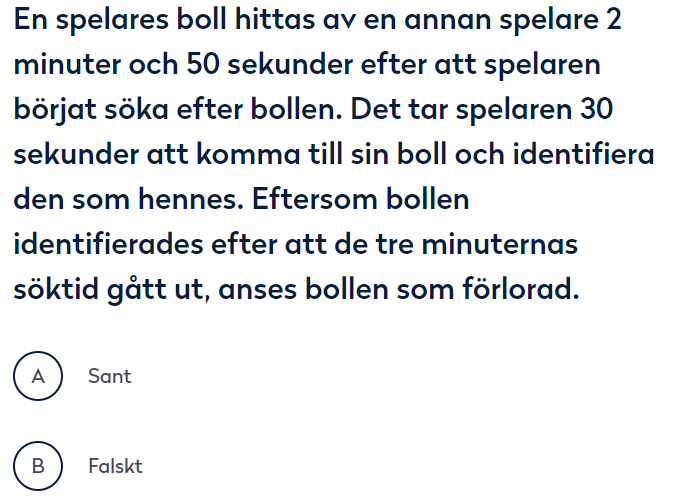 En spelares boll hittas av en annan spelare 2
minuter och 50 sekunder efter att spelaren
börjat söka efter bollen. Det tar spelaren 30
sekunder att komma till sin boll och identifiera
den som hennes. Eftersom bollen
identifierades efter att de tre minuternas
söktid gått ut, anses bollen som förlorad.
A Sant
B Falskt